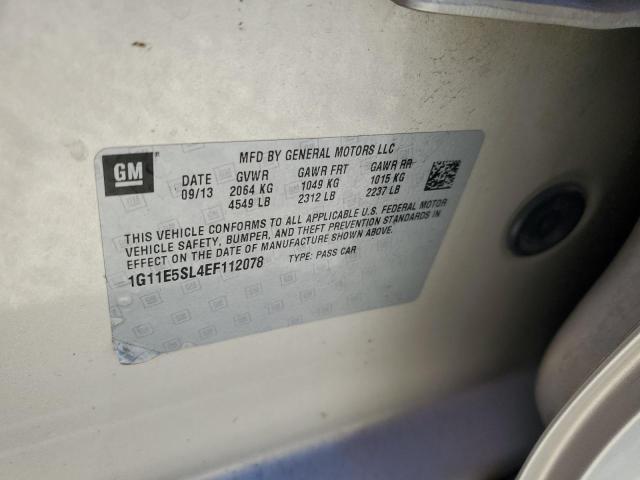 GM
MFD BY GENERAL MOTORS LLC
DATE GVWR GAWR FRT GAWR RR
09/13 2064 KG 1049 KG 1015 KG
4549 LB 2312 LB 2237 LB
THIS VEHICLE CONFORMS TO ALL APPLICABLE U.S. FEDERAL MOTOR
VEHICLE SAFETY, BUMPER, AND THEFT PREVENTION STANDARDS IN
EFFECT ON THE DATE OF MANUFACTURE SHOWN ABOVE.
1G11E5SL4EF112078 TYPE: PASS CAR